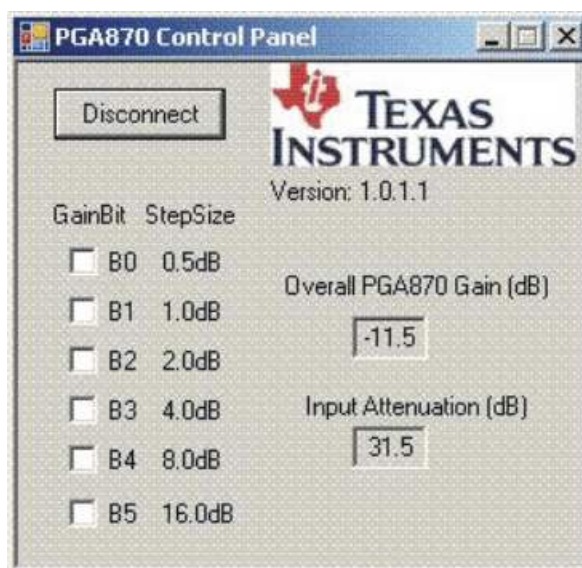 PGA870 Control Panel
Disconnect
TEXAS
INSTRUMENTS
Version: 1.0.1.1
GainBit StepSize
B0 0.5dB
B1 1.0dB
B2 2.0dB
B3 4.0dB
B4 8.0dB
B5 16.0dB
Overall PGA870 Gain (dB)
-11.5
Input Attenuation (dB)
31.5